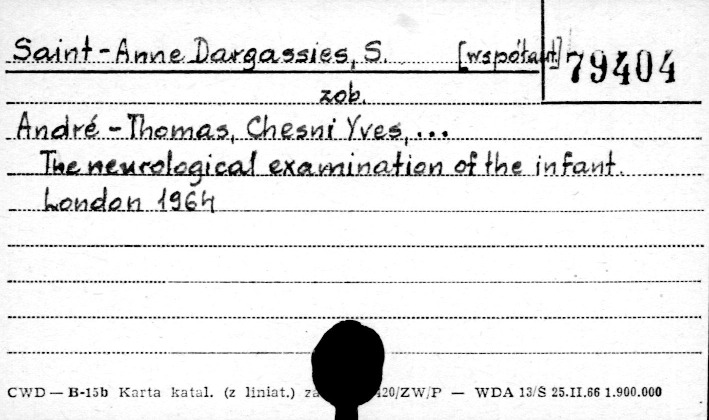 Saint-Anne Dargassies, S. [współaut.] 79404
zob.
André-Thomas, Chesni Yves, ...
The neurological examination of the infant.
London 1964
CWD — B-15b Karta katal. (z liniat.) 420/ZW/P — WDA 13/S 25.II.66 1.900.000